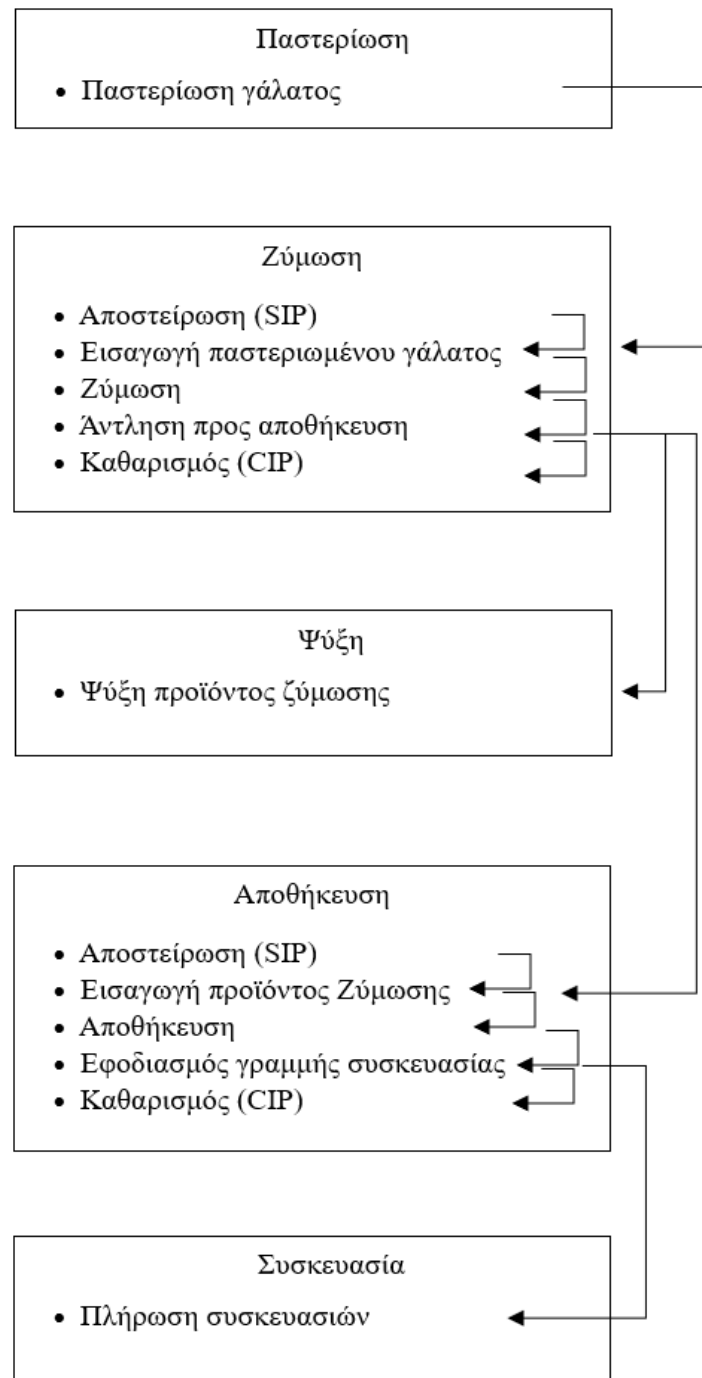 Παστερίωση
• Παστερίωση γάλατος
Ζύμωση
• Αποστείρωση (SIP)
• Εισαγωγή παστεριωμένου γάλατος
• Ζύμωση
• Άντληση προς αποθήκευση
• Καθαρισμός (CIP)
Ψύξη
• Ψύξη προϊόντος ζύμωσης
Αποθήκευση
• Αποστείρωση (SIP)
• Εισαγωγή προϊόντος Ζύμωσης
• Αποθήκευση
• Εφοδιασμός γραμμής συσκευασίας
• Καθαρισμός (CIP)
Συσκευασία
• Πλήρωση συσκευασιών